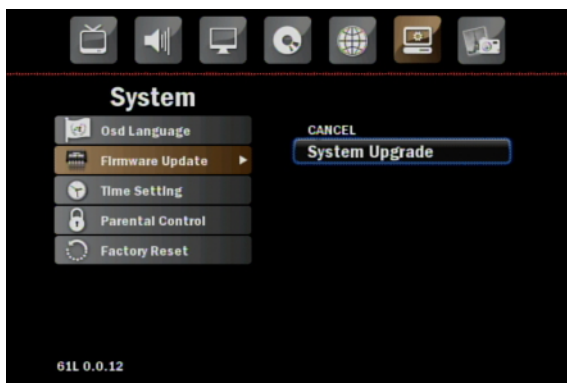 System
Osd Language
Firmware Update
Time Setting
Parental Control
Factory Reset
CANCEL
System Upgrade
61L 0.0.12